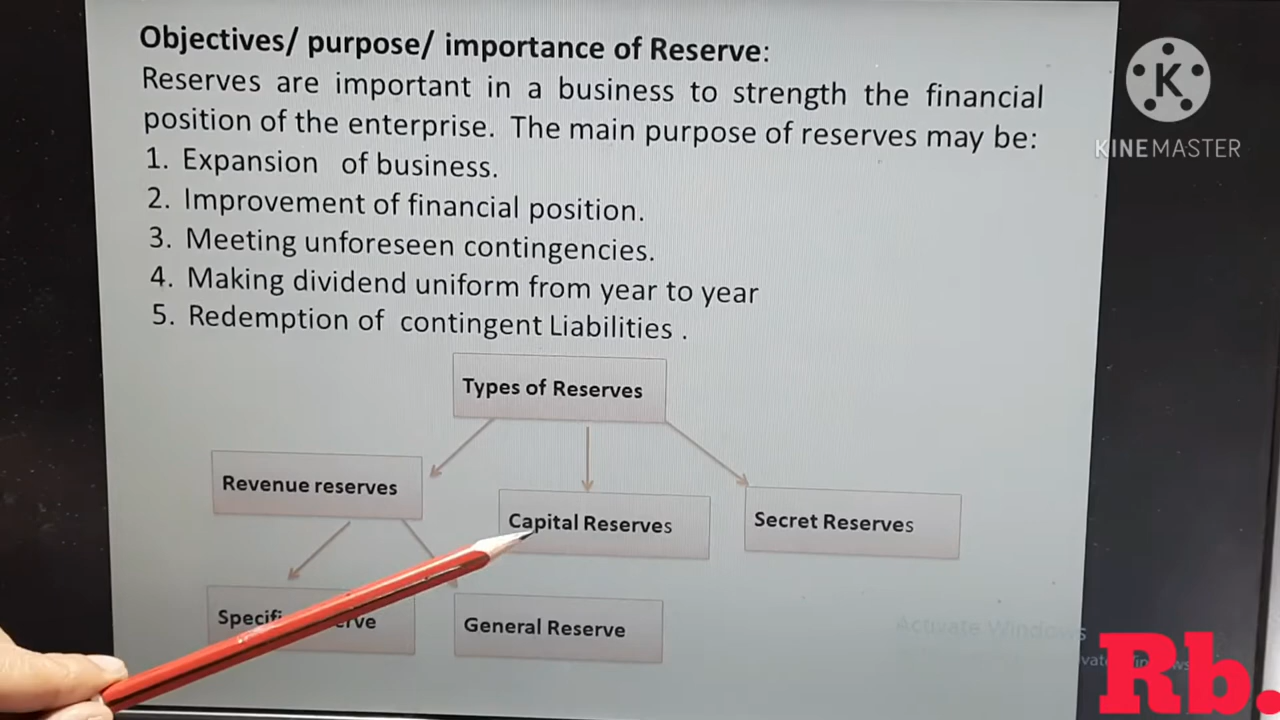 Objectives/ purpose/ importance of Reserve:
Reserves are important in a business to strength the financial
position of the enterprise. The main purpose of reserves may be:
1. Expansion of business.
2. Improvement of financial position.
3. Meeting unforeseen contingencies.
4. Making dividend uniform from year to year
5. Redemption of contingent Liabilities .
Types of Reserves
Revenue reserves
Capital Reserves
Secret Reserves
General Reserve
K
KINEMASTER
Activate Windows
Rb.